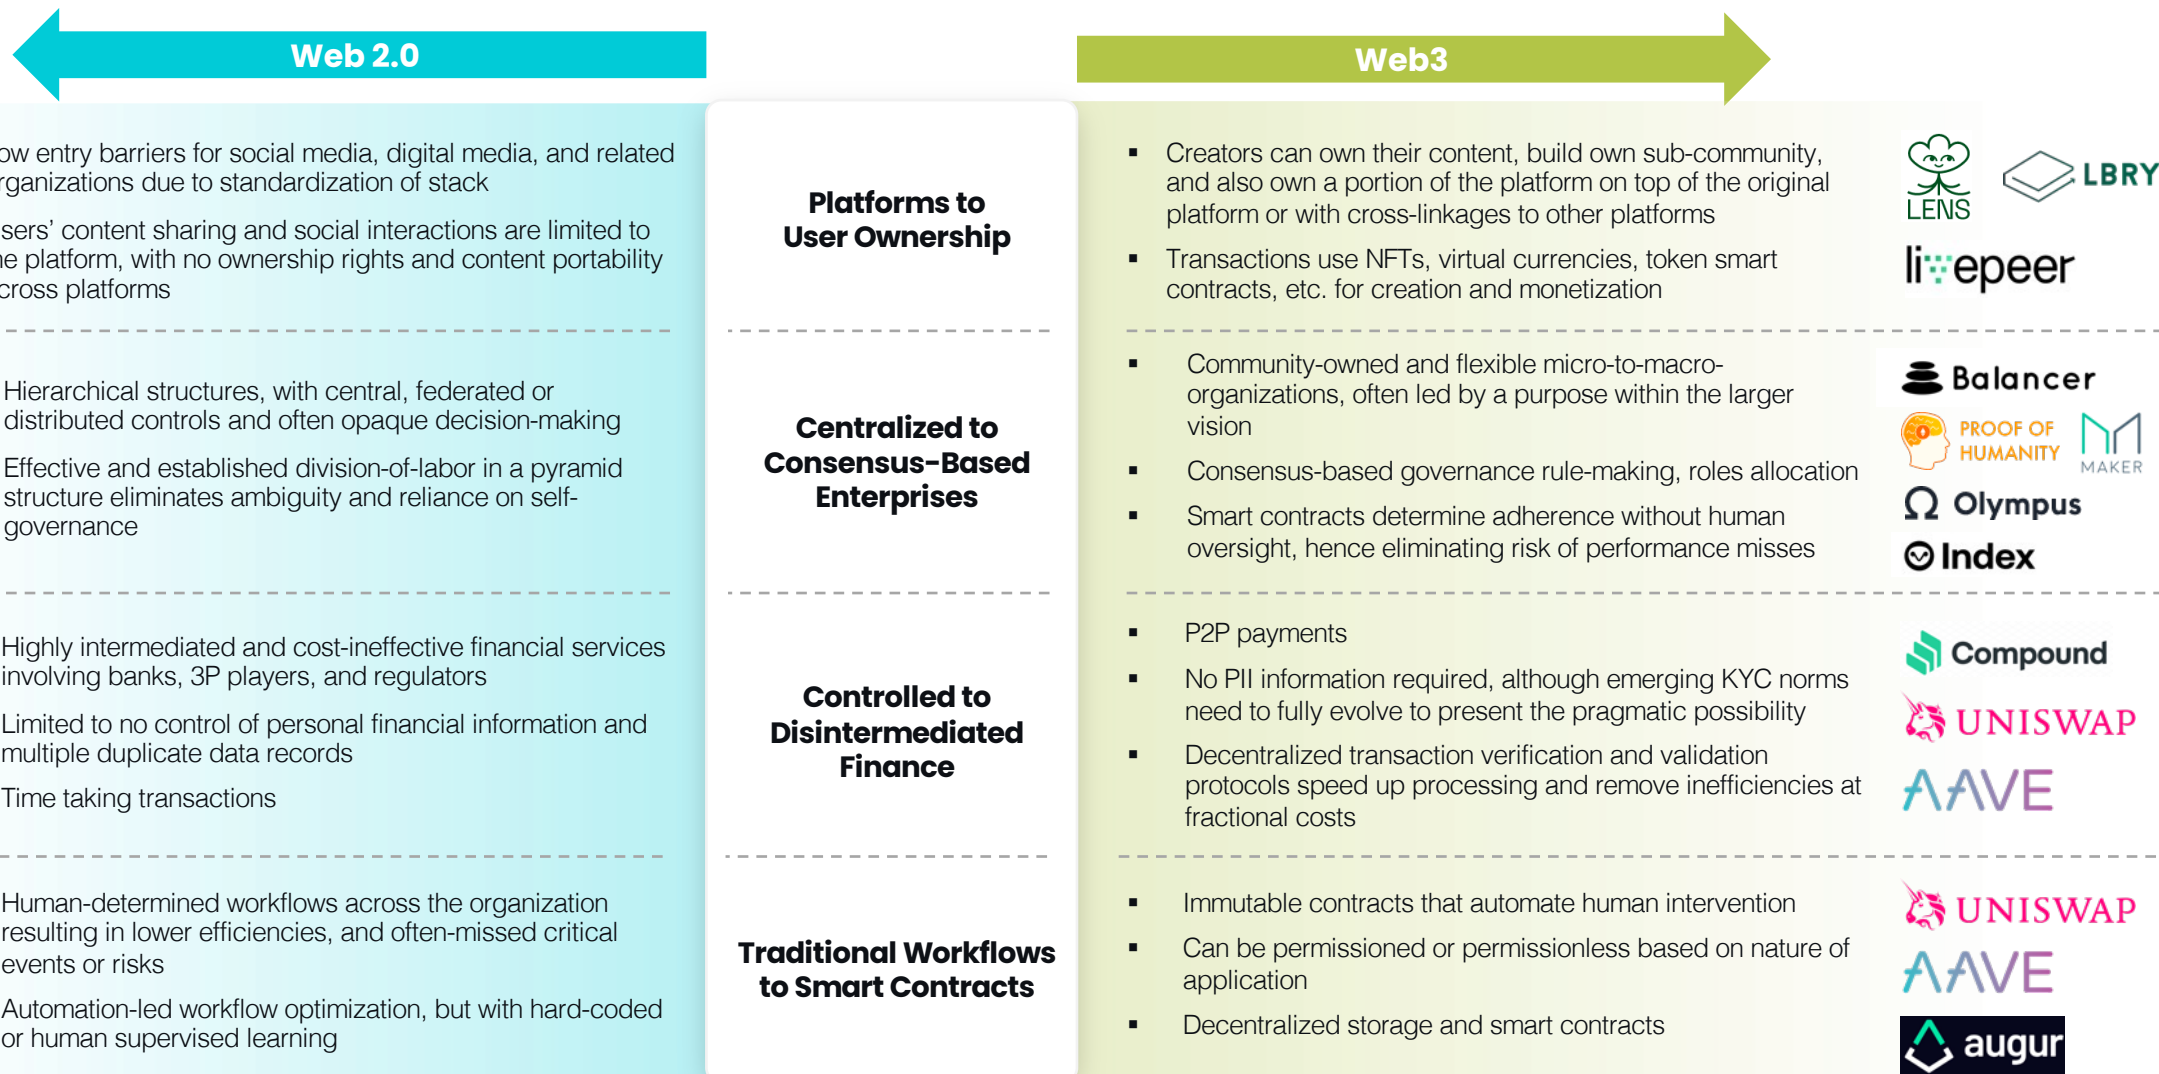 Web 2.0
Web3
ow entry barriers for social media, digital media, and related
rganizations due to standardization of stack
sers’ content sharing and social interactions are limited to
e platform, with no ownership rights and content portability
cross platforms
Platforms to
User Ownership
▪ Creators can own their content, build own sub-community,
and also own a portion of the platform on top of the original
platform or with cross-linkages to other platforms
▪ Transactions use NFTs, virtual currencies, token smart
contracts, etc. for creation and monetization
LENS
LBRY
livepeer
Hierarchical structures, with central, federated or
distributed controls and often opaque decision-making
Effective and established division-of-labor in a pyramid
structure eliminates ambiguity and reliance on self-
governance
Centralized to
Consensus-Based
Enterprises
▪ Community-owned and flexible micro-to-macro-
organizations, often led by a purpose within the larger
vision
▪ Consensus-based governance rule-making, roles allocation
▪ Smart contracts determine adherence without human
oversight, hence eliminating risk of performance misses
Balancer
PROOF OF
HUMANITY
MAKER
Olympus
Index
Highly intermediated and cost-ineffective financial services
involving banks, 3P players, and regulators
Limited to no control of personal financial information and
multiple duplicate data records
Time taking transactions
Controlled to
Disintermediated
Finance
▪ P2P payments
▪ No PII information required, although emerging KYC norms
need to fully evolve to present the pragmatic possibility
▪ Decentralized transaction verification and validation
protocols speed up processing and remove inefficiencies at
fractional costs
Compound
UNISWAP
AAVE
Human-determined workflows across the organization
resulting in lower efficiencies, and often-missed critical
events or risks
Automation-led workflow optimization, but with hard-coded
or human supervised learning
Traditional Workflows
to Smart Contracts
▪ Immutable contracts that automate human intervention
▪ Can be permissioned or permissionless based on nature of
application
▪ Decentralized storage and smart contracts
UNISWAP
AAVE
augur